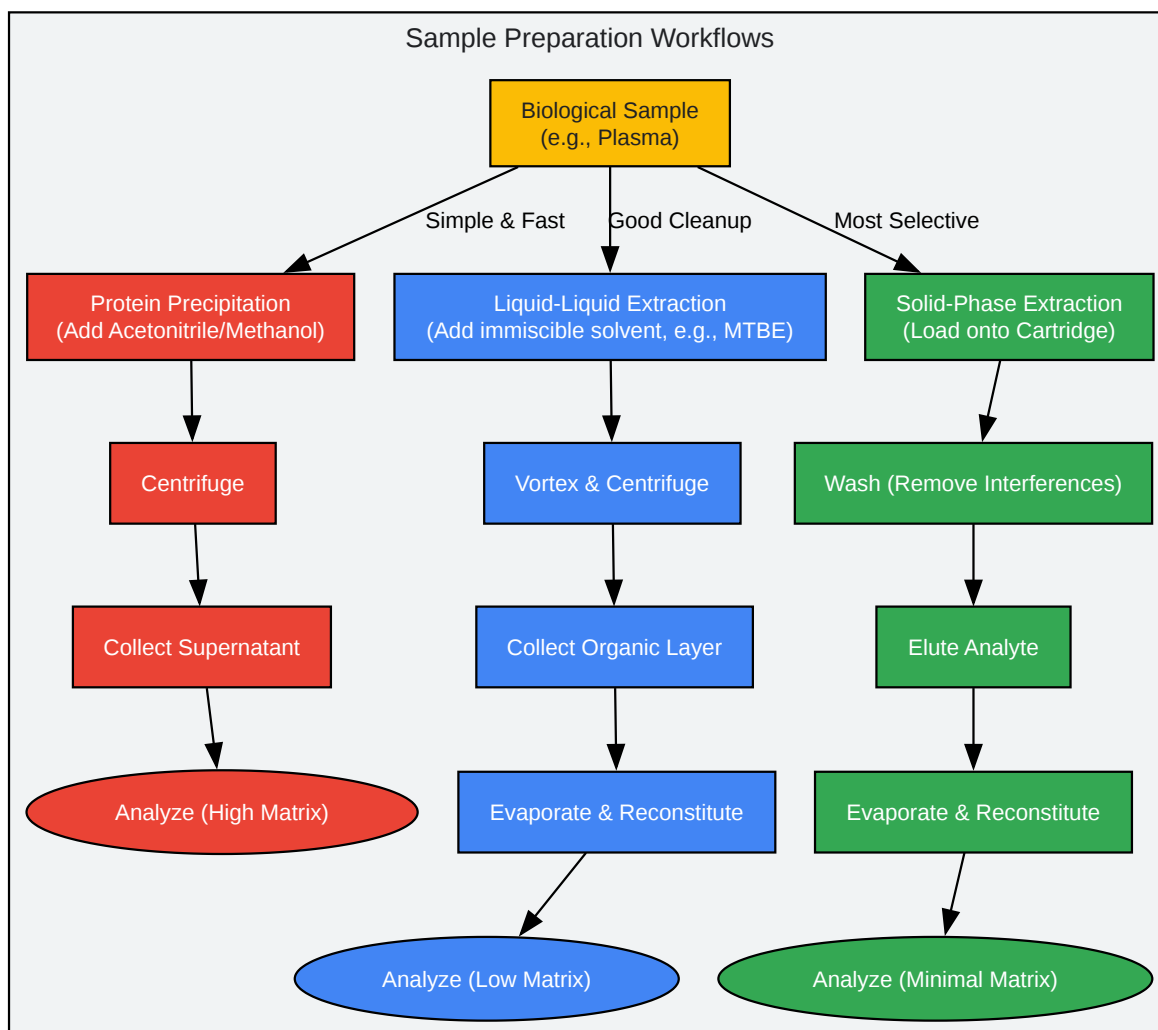 Sample Preparation Workflows
Biological Sample
(e.g., Plasma)
Simple & Fast
Good Cleanup
Most Selective
Protein Precipitation
(Add Acetonitrile/Methanol)
Liquid-Liquid Extraction
(Add immiscible solvent, e.g., MTBE)
Solid-Phase Extraction
(Load onto Cartridge)
Centrifuge
Vortex & Centrifuge
Wash (Remove Interferences)
Collect Supernatant
Collect Organic Layer
Elute Analyte
Analyze (High Matrix)
Evaporate & Reconstitute
Evaporate & Reconstitute
Analyze (Low Matrix)
Analyze (Minimal Matrix)